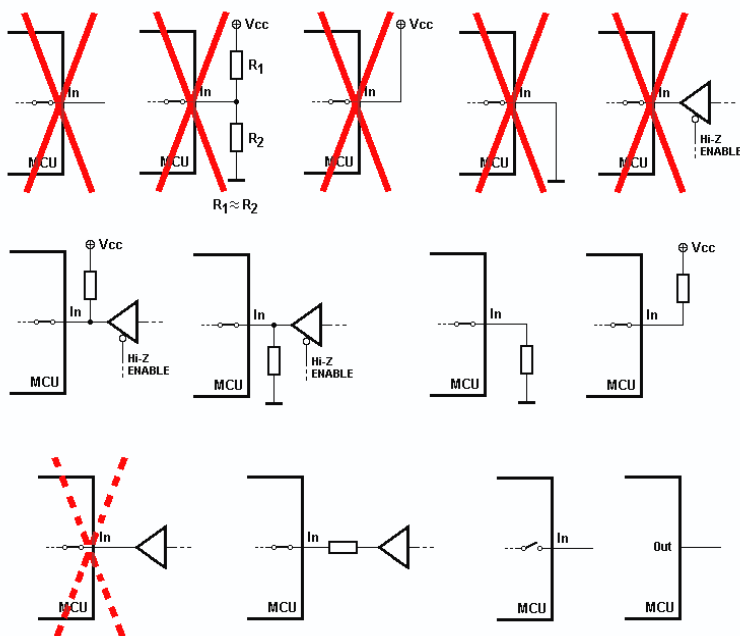 Vcc
In
R1
R2
MCU
R1≈R2
In
MCU
Vcc
In
MCU
In
MCU
In
MCU
Hi-Z
ENABLE
Vcc
In
MCU
Hi-Z
ENABLE
In
MCU
Hi-Z
ENABLE
In
MCU
Vcc
In
MCU
In
MCU
In
MCU
In
MCU
Out
MCU